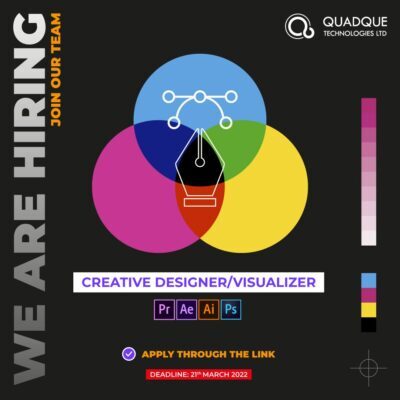 WE ARE HIRING
JOIN OUR TEAM
QUADQUE
TECHNOLOGIES LTD
CREATIVE DESIGNER/VISUALIZER
Pr Ae Ai Ps
APPLY THROUGH THE LINK
DEADLINE: 21st MARCH 2022